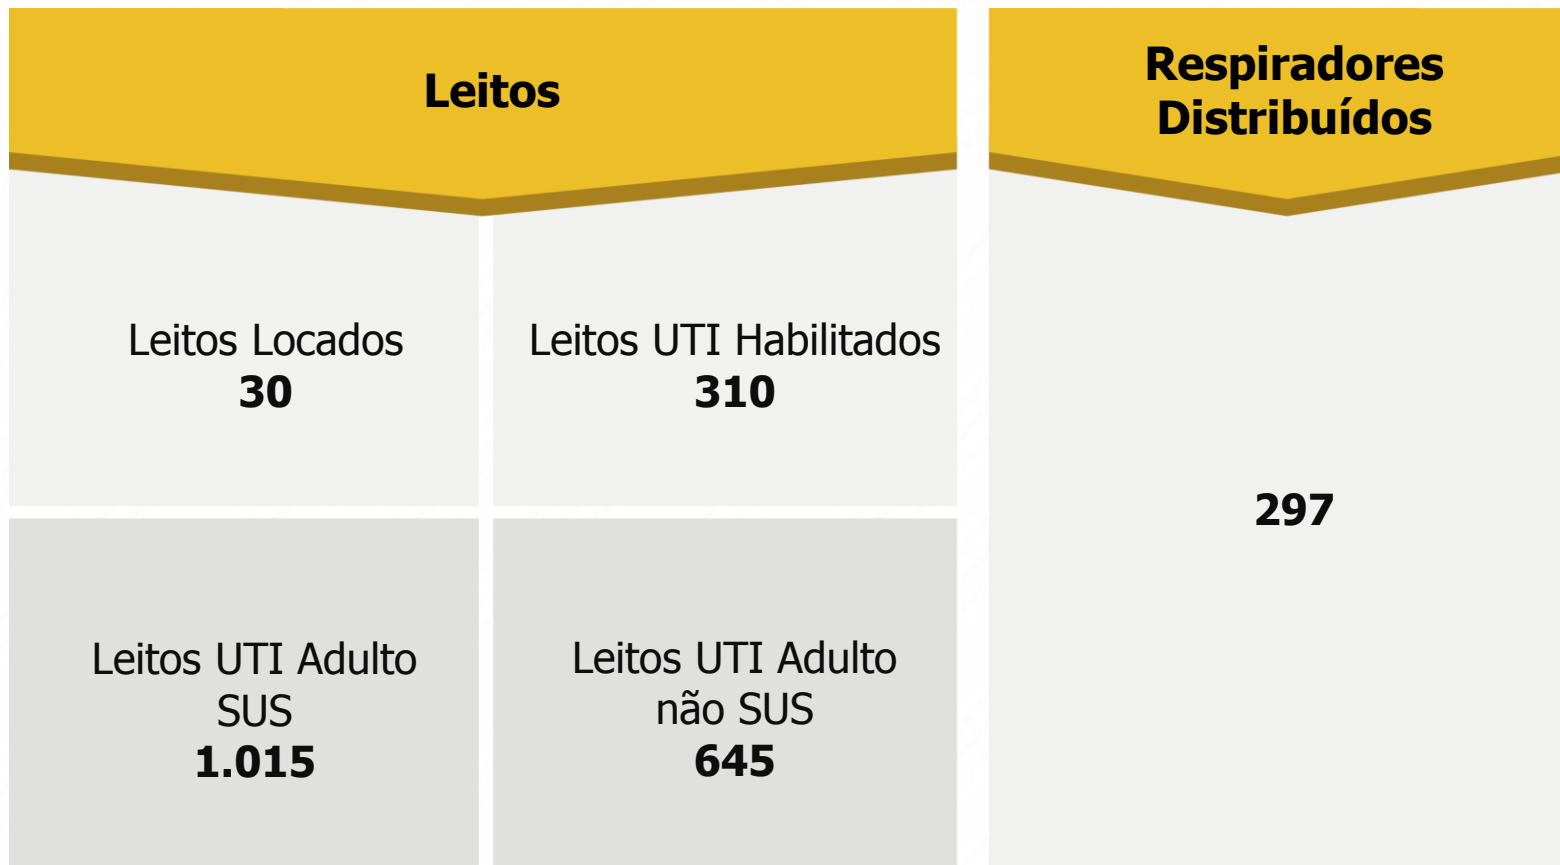 Leitos
Leitos Locados
30
Leitos UTI Habilitados
310
Leitos UTI Adulto
SUS
1.015
Leitos UTI Adulto
não SUS
645
Respiradores
Distribuídos
297